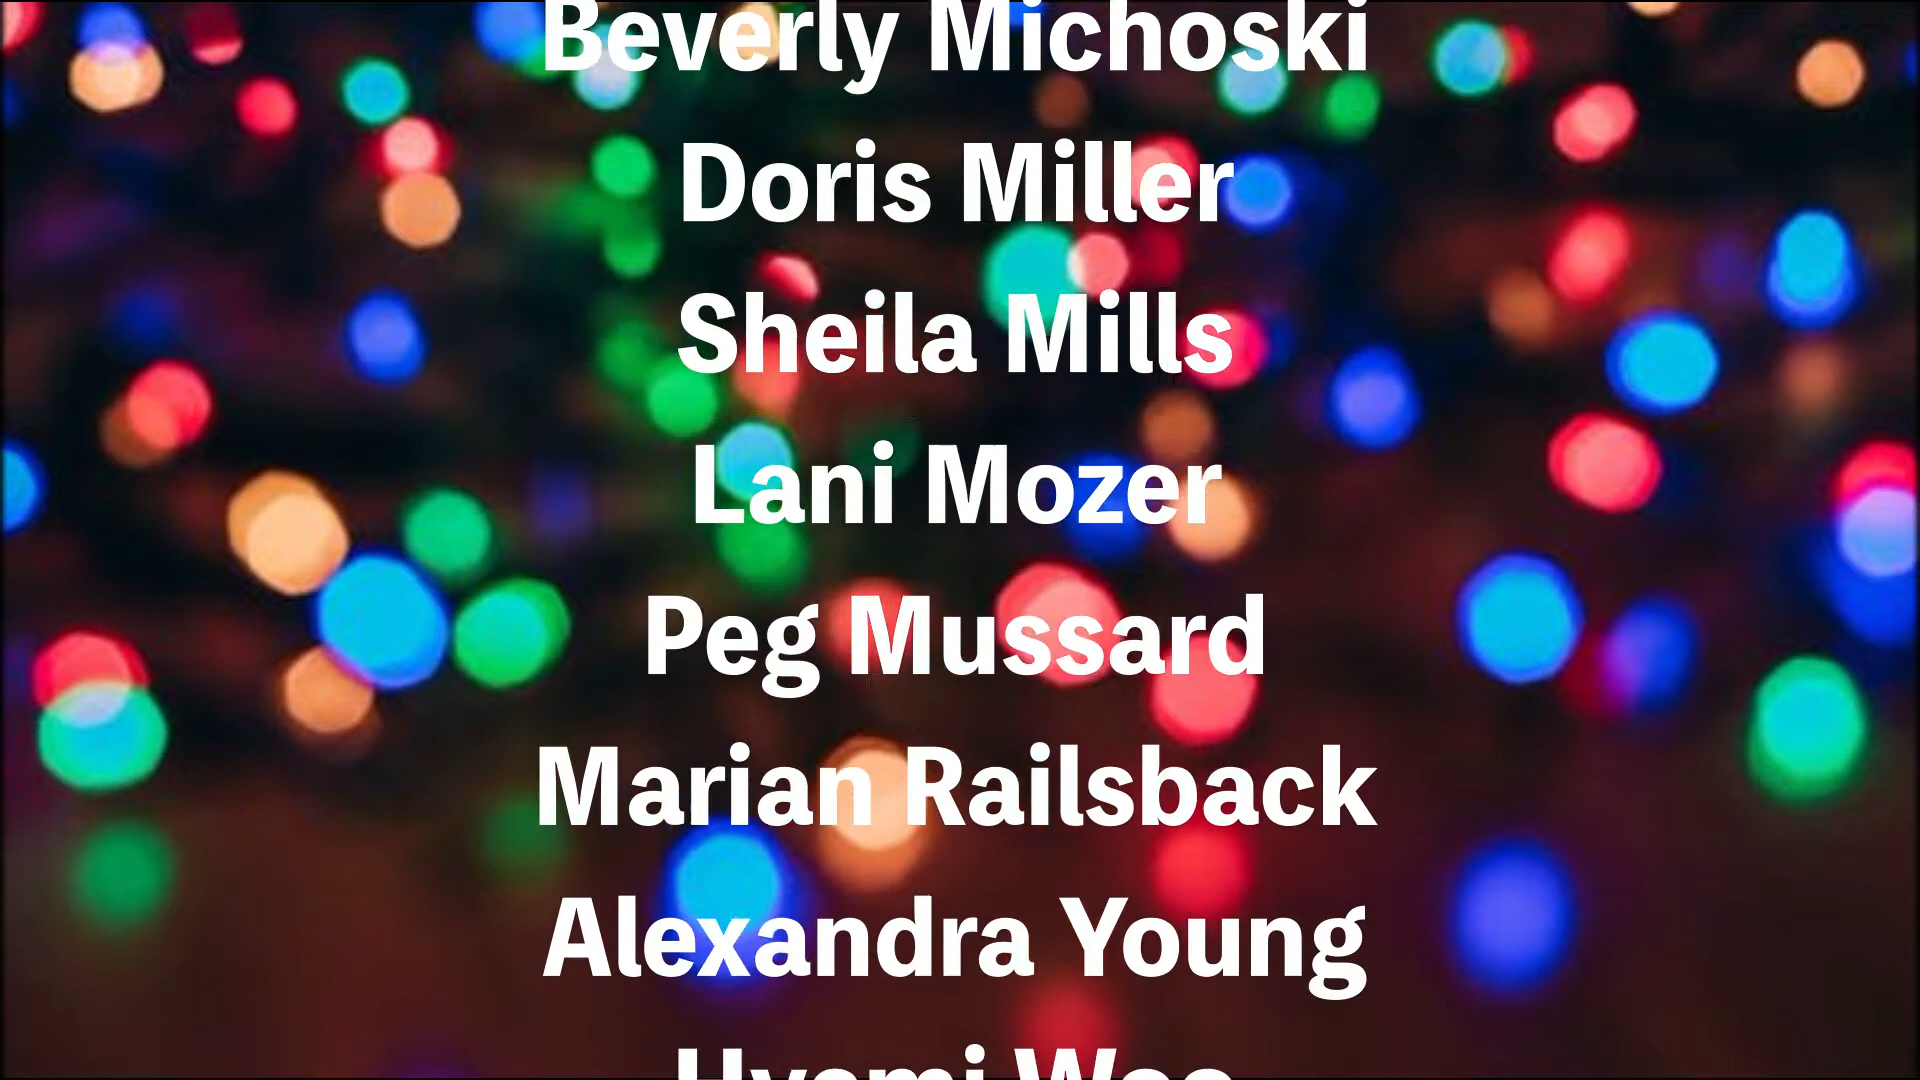 Beverly Michoski
Doris Miller
Sheila Mills
Lani Mozer
Peg Mussard
Marian Railsback
Alexandra Young